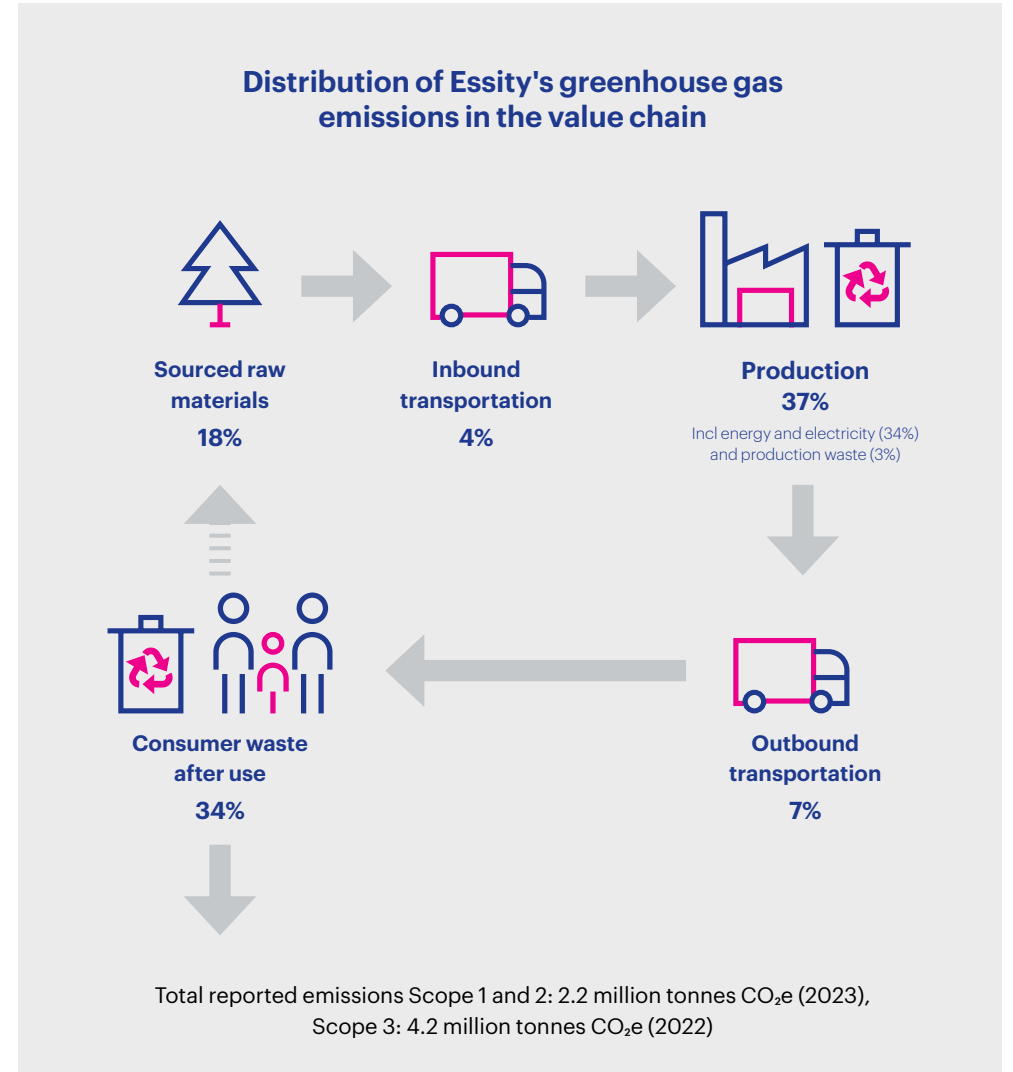 Distribution of Essity's greenhouse gas
emissions in the value chain
Sourced raw
materials
18%
Inbound
transportation
4%
Production
37%
Incl energy and electricity (34%)
and production waste (3%)
Consumer waste
after use
34%
Outbound
transportation
7%
Total reported emissions Scope 1 and 2: 2.2 million tonnes CO₂e (2023),
Scope 3: 4.2 million tonnes CO₂e (2022)